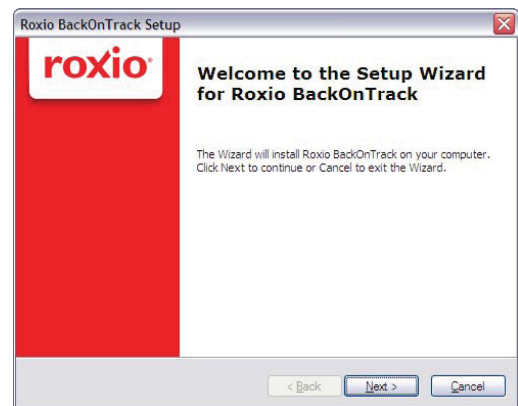 Roxio BackOnTrack Setup
roxio®
Welcome to the Setup Wizard
for Roxio BackOnTrack
The Wizard will install Roxio BackOnTrack on your computer.
Click Next to continue or Cancel to exit the Wizard.
< Back
Next >
Cancel